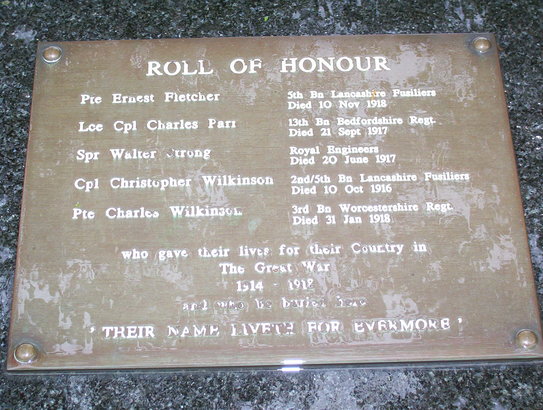 ROLL OF HONOUR
Pte Ernest Fletcher 5th Bn Lancashire Fusiliers
Died 10 Nov 1918
Lce Cpl Charles Parr 13th Bn Bedfordshire Regt.
Died 21 Sept 1917
Spr Walter Strong Royal Engineers
Died 20 June 1917
Cpl Christopher Wilkinson 2nd/5th Bn Lancashire Fusiliers
Died 10 Oct 1916
Pte Charles Wilkinson 3rd Bn Worcestershire Regt.
Died 31 Jan 1918
who gave their lives for their Country in
The Great War
1914 - 1918
and who lie buried here
' THEIR NAME LIVETH FOR EVERMORE '